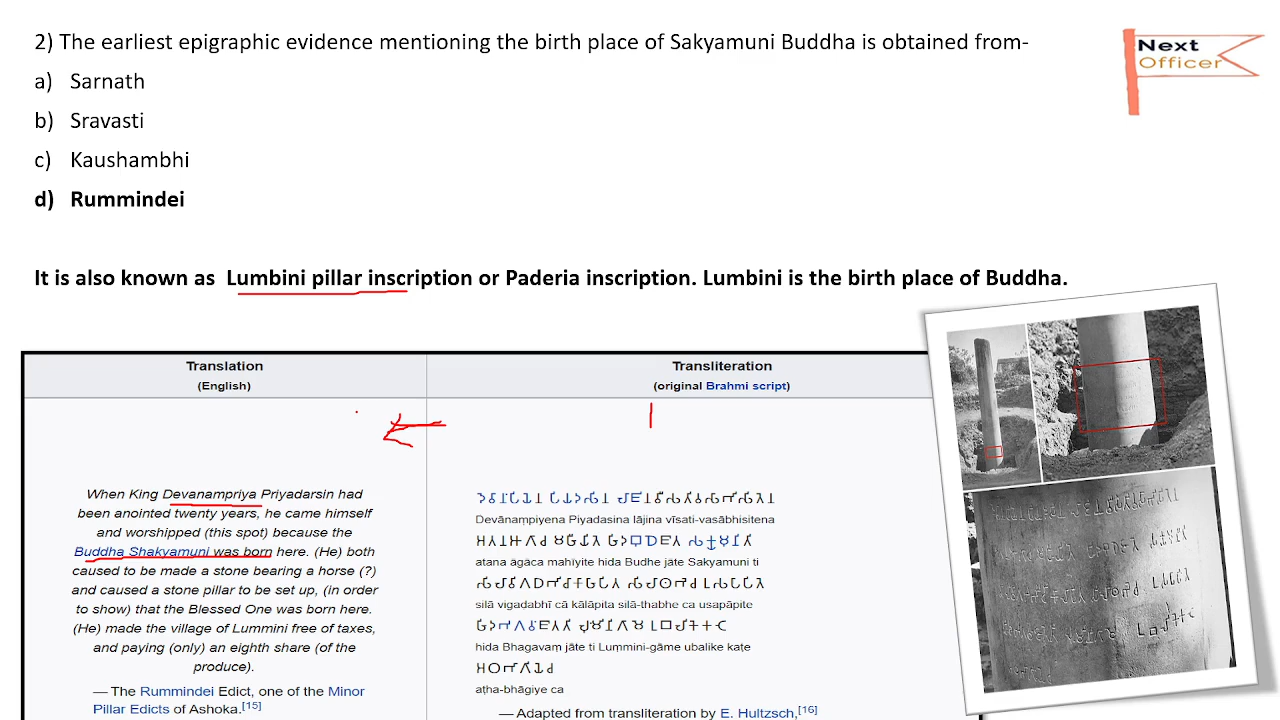 2) The earliest epigraphic evidence mentioning the birth place of Sakyamuni Buddha is obtained from-
a) Sarnath
b) Sravasti
c) Kaushambhi
d) Rummindei
Next
Officer
It is also known as Lumbini pillar inscription or Paderia inscription. Lumbini is the birth place of Buddha.
Translation
(English)
When King Devanampriya Priyadarsin had
been anointed twenty years, he came himself
and worshipped (this spot) because the
Buddha Shakyamuni was born here. (He) both
caused to be made a stone bearing a horse (?)
and caused a stone pillar to be set up, (in order
to show) that the Blessed One was born here.
(He) made the village of Lummini free of taxes,
and paying (only) an eighth share (of the
produce).
— The Rummindei Edict, one of the Minor
Pillar Edicts of Ashoka.[15]
Transliteration
(original Brahmi script)
Devānaṃpiyena Piyadasina lājina vīsati-vasābhisitena
atana āgāca mahīyite hida Budhe jāte Sakyamuni ti
silā vigadabhī cā kālāpita silā-thabhe ca usapāpite
hida Bhagavaṃ jāte ti Luṃmini-gāme ubalike kaṭe
aṭha-bhāgiye ca
— Adapted from transliteration by E. Hultzsch,[16]